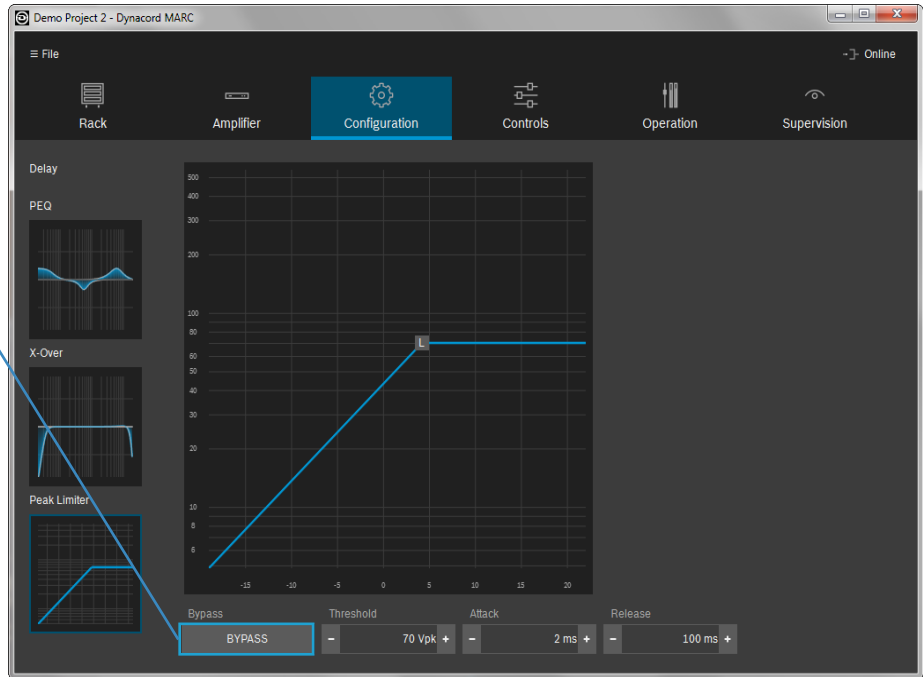 Demo Project 2 - Dynacord MARC
≡ File
Online
Rack Amplifier Configuration Controls Operation Supervision
Delay
PEQ
X-Over
Peak Limiter
500
400
300
200
100
80
60
50
40
30
20
10
8
6
L
-15 -10 -5 0 5 10 15 20
Bypass Threshold Attack Release
BYPASS - 70 Vpk + - 2 ms + - 100 ms +